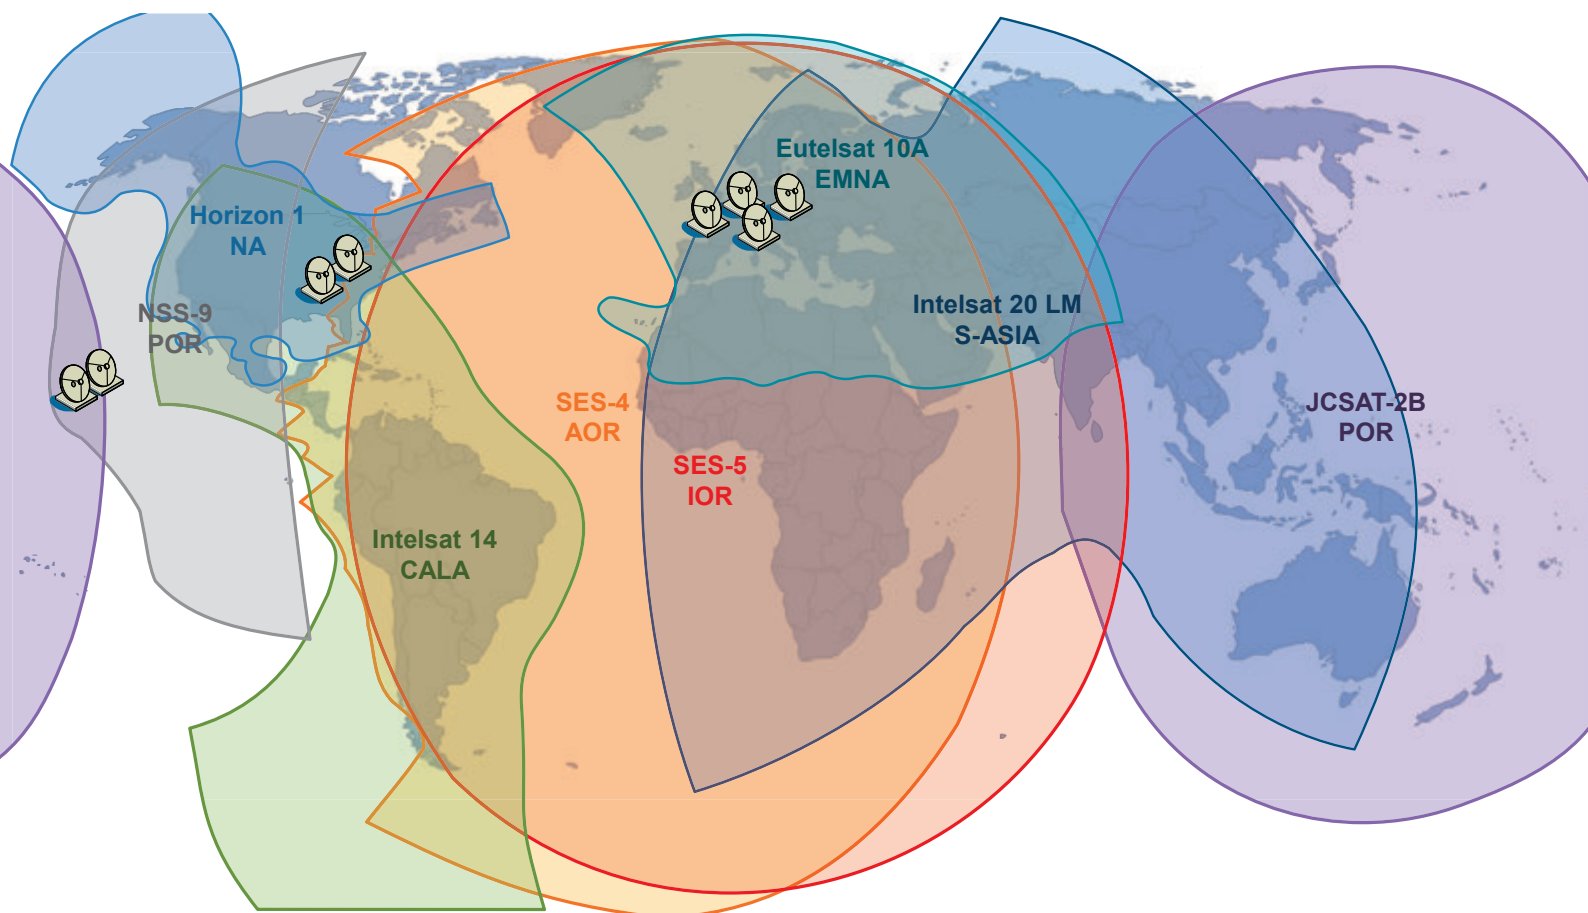 Eutelsat 10A
EMNA
Horizon 1
NA
NSS-9
POR
Intelsat 20 LM
S-ASIA
SES-4
AOR
JCSAT-2B
POR
SES-5
IOR
Intelsat 14
CALA